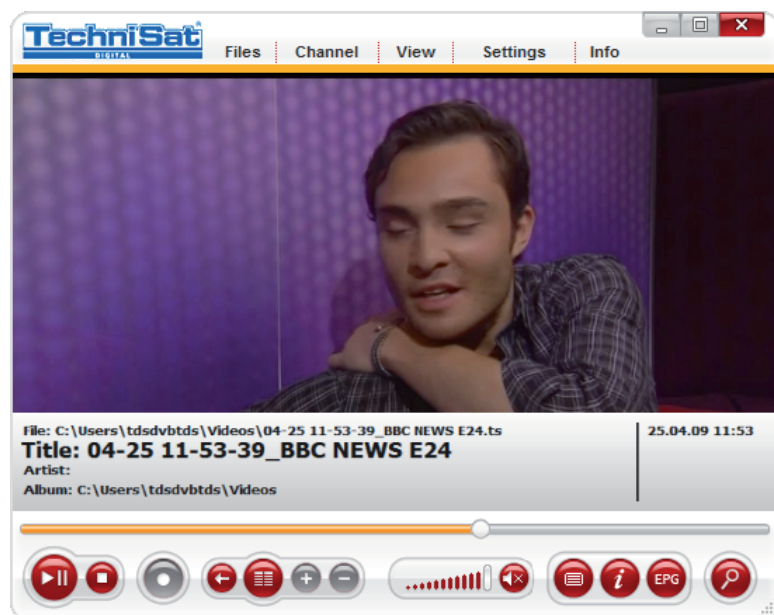 TechniSat
DIGITAL
Files Channel View Settings Info
File: C:\Users\tdsdvbtds\Videos\04-25 11-53-39_BBC NEWS E24.ts
25.04.09 11:53
Title: 04-25 11-53-39_BBC NEWS E24
Artist:
Album: C:\Users\tdsdvbtds\Videos
i
EPG